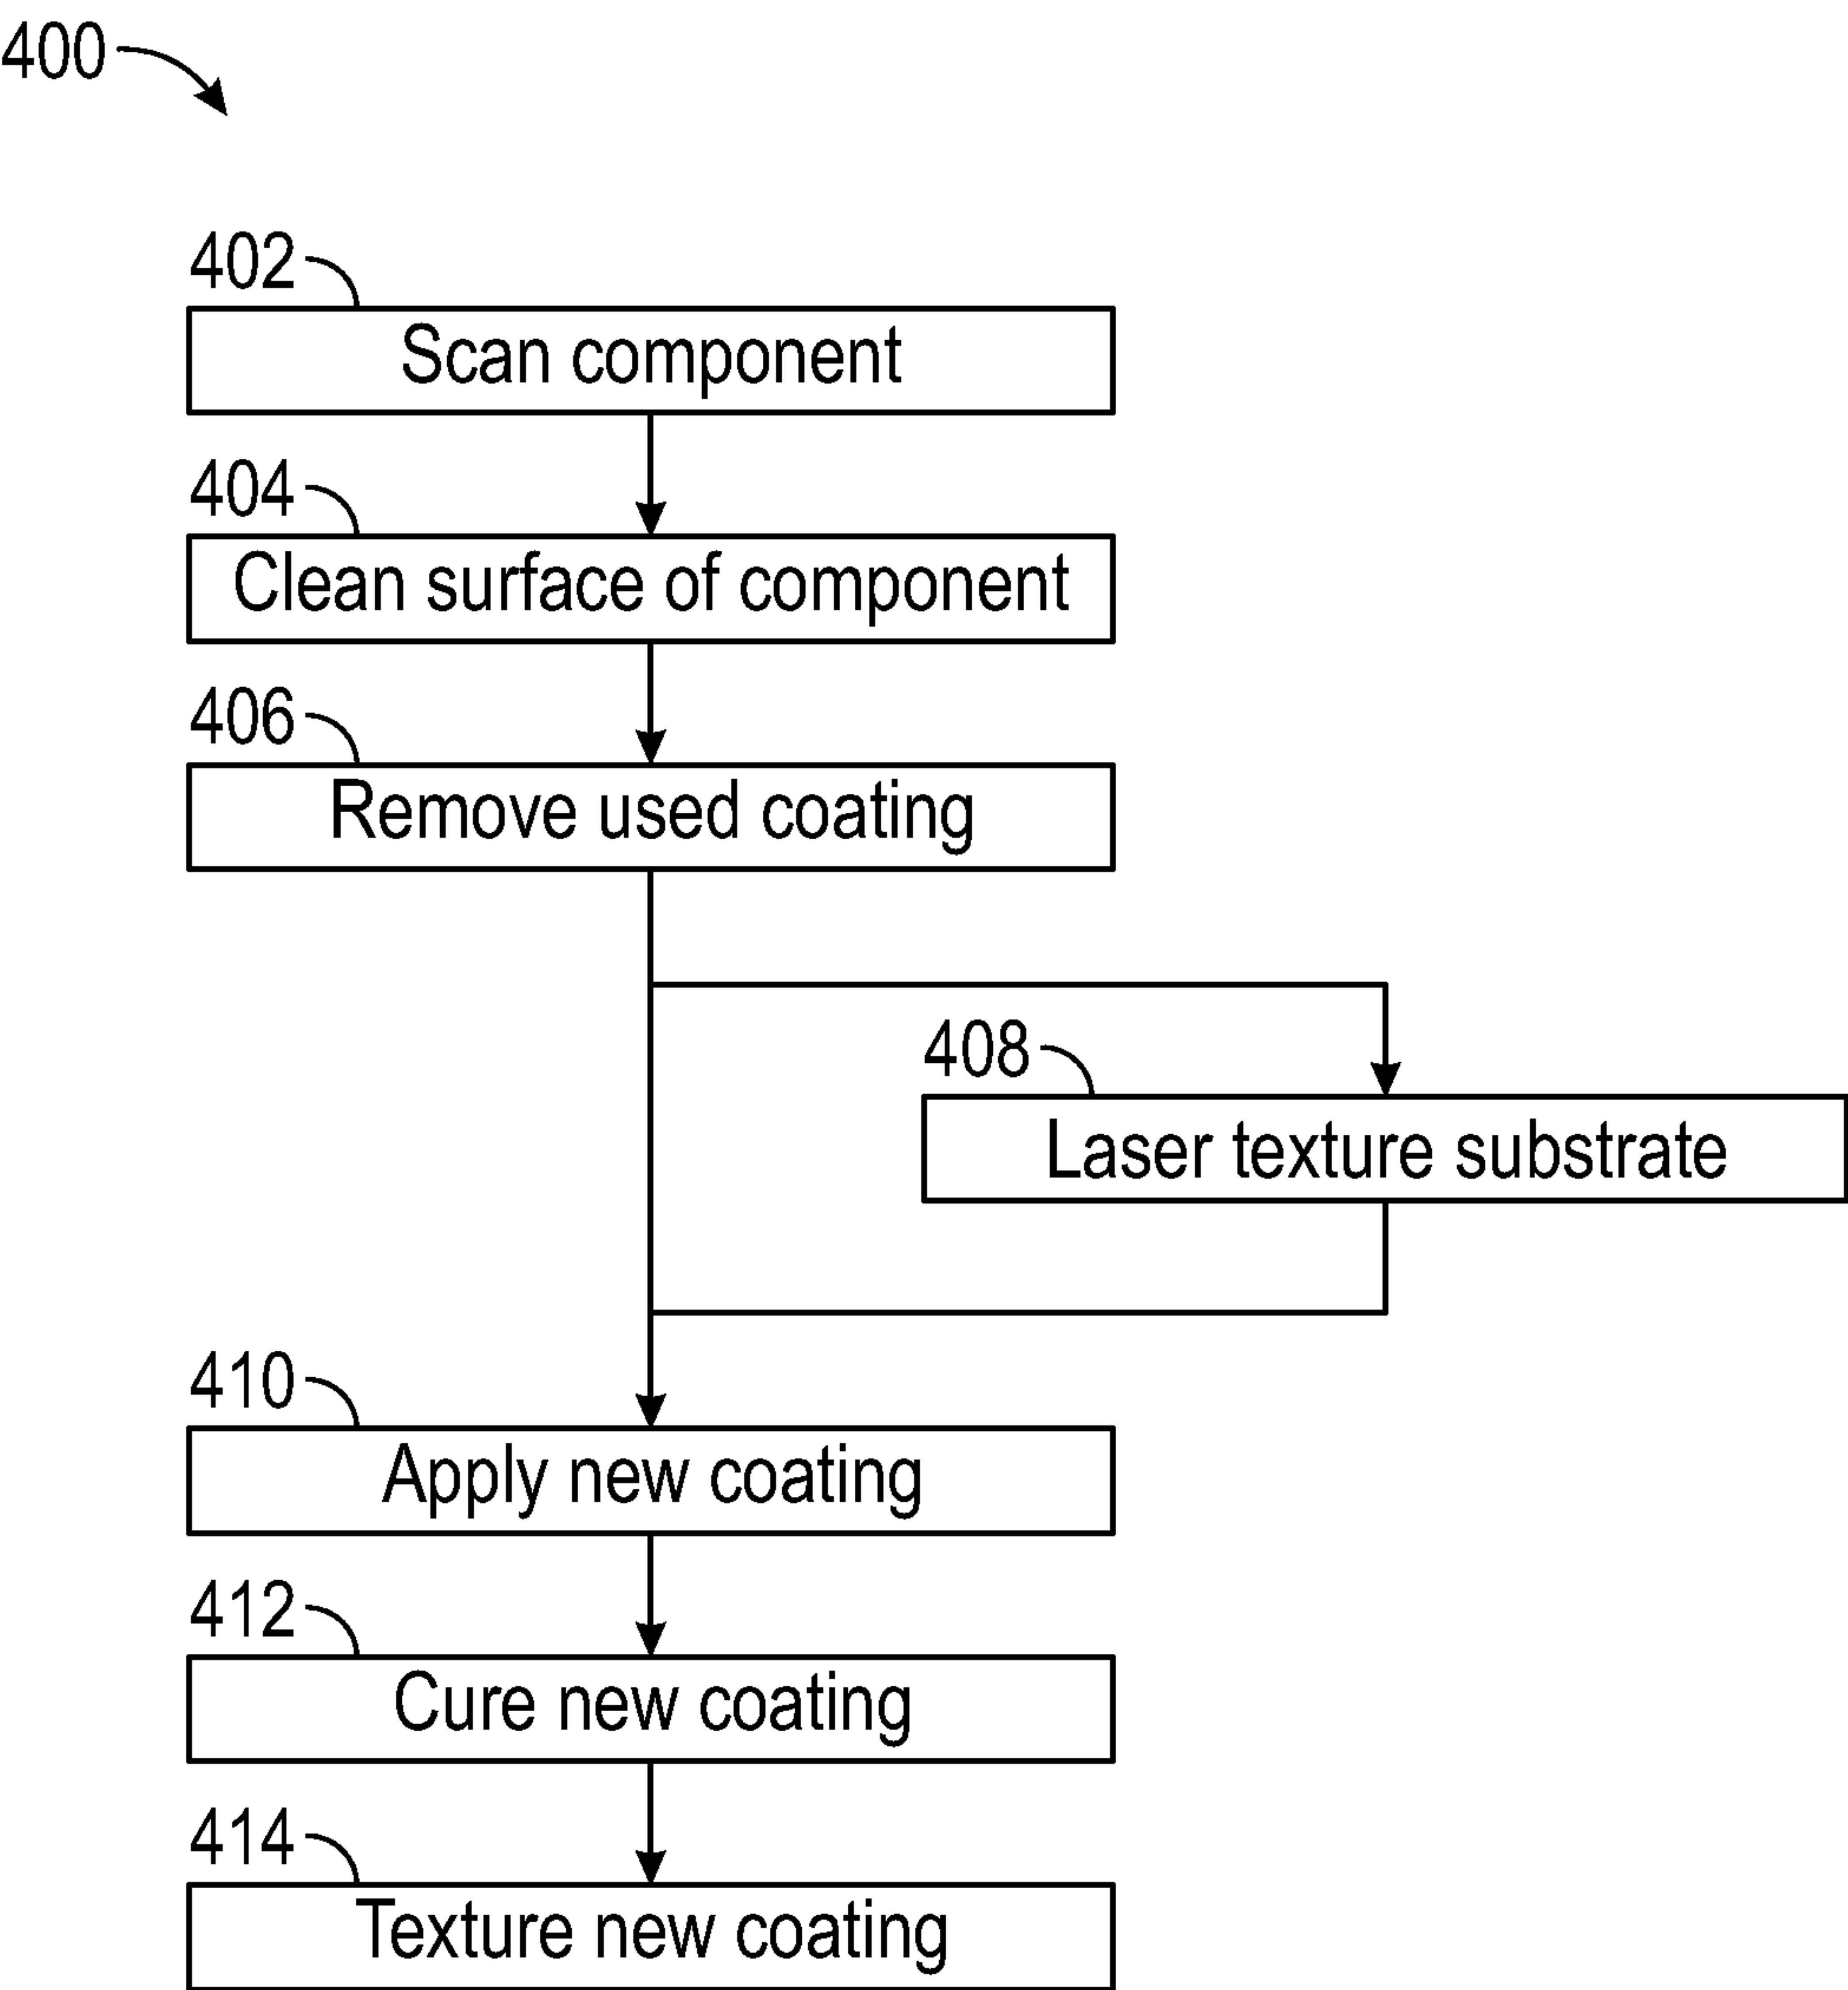 400
402
Scan component
404
Clean surface of component
406
Remove used coating
408
Laser texture substrate
410
Apply new coating
412
Cure new coating
414
Texture new coating